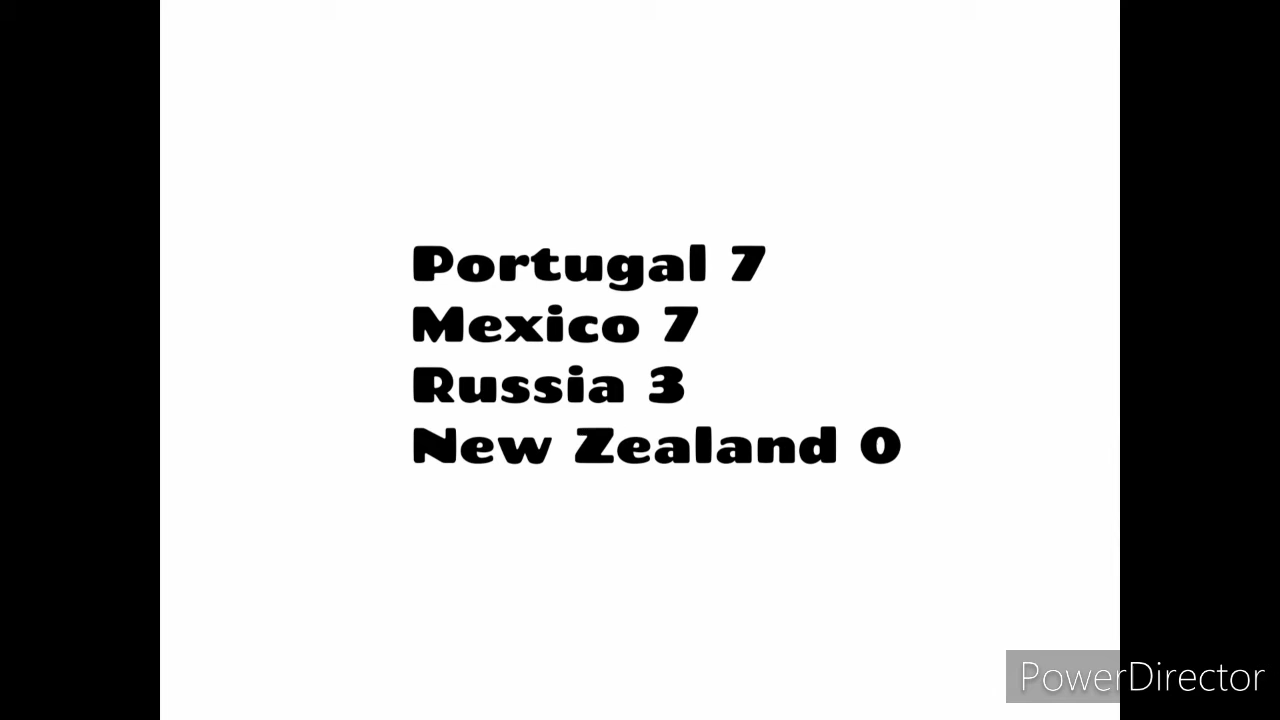 Portugal 7
Mexico 7
Russia 3
New Zealand 0
PowerDirector